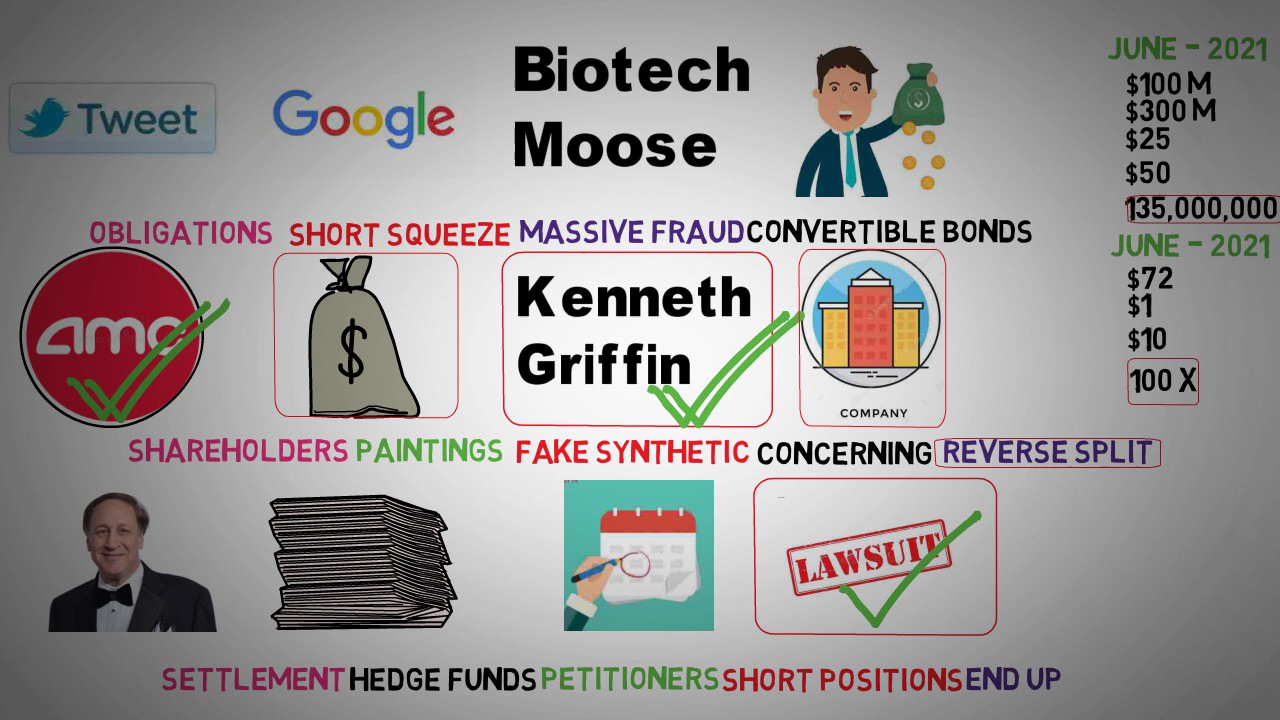 Tweet
Google
Biotech
Moose
$
JUNE - 2021
$100 M
$300 M
$25
$50
135,000,000
OBLIGATIONS SHORT SQUEEZE MASSIVE FRAUD CONVERTIBLE BONDS
JUNE - 2021
$72
$1
$10
100 X
amc
$
Kenneth
Griffin
COMPANY
SHAREHOLDERS PAINTINGS FAKE SYNTHETIC CONCERNING REVERSE SPLIT
LAWSUIT
SETTLEMENT HEDGE FUNDS PETITIONERS SHORT POSITIONS END UP